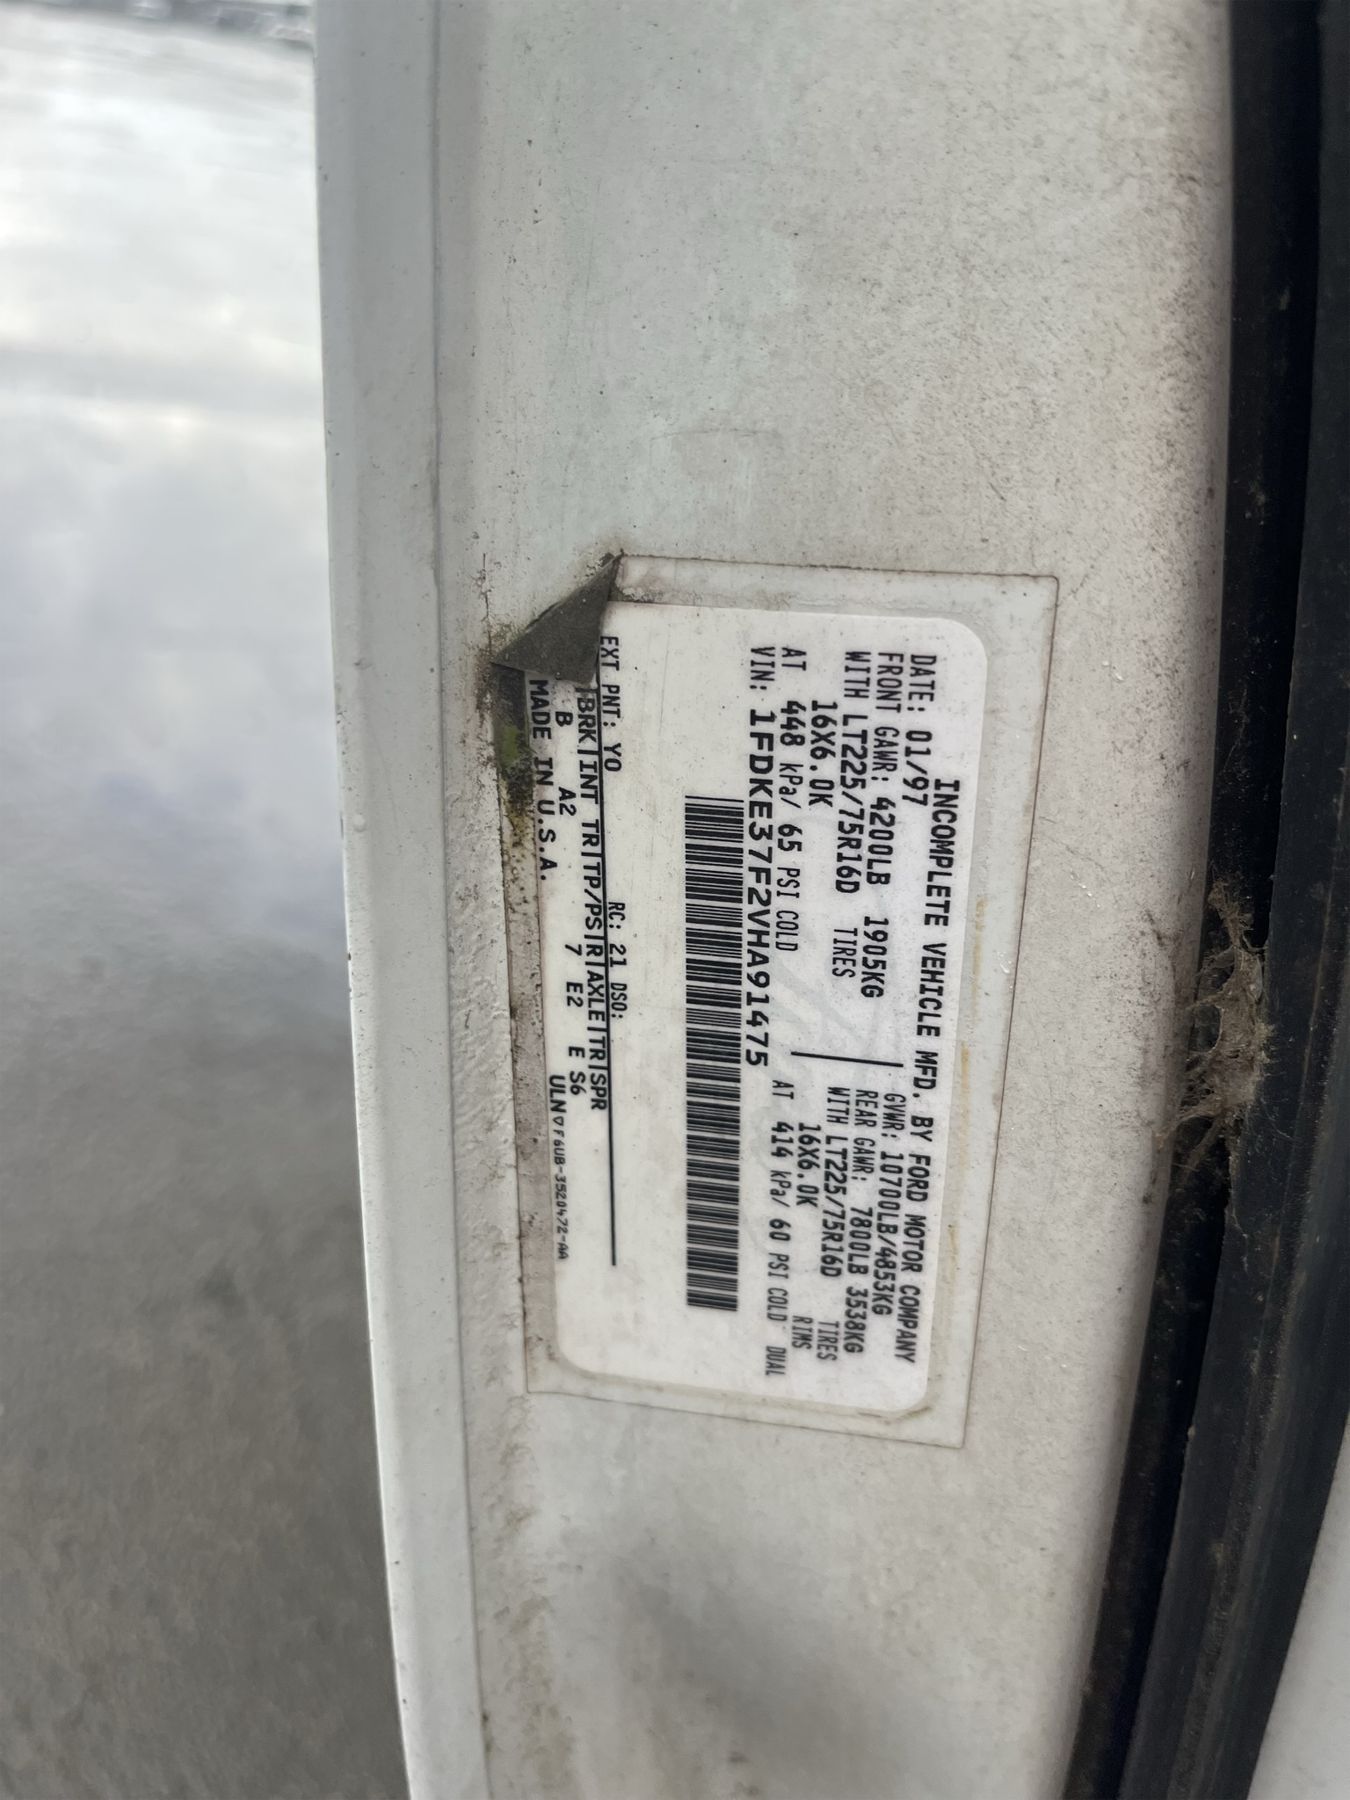 INCOMPLETE VEHICLE MFD. BY FORD MOTOR COMPANY
DATE: 01/97 GVWR: 10700LB/4853KG
FRONT GAWR: 4200LB 1905KG REAR GAWR: 7800LB 3538KG
WITH LT225/75R16D TIRES WITH LT225/75R16D TIRES
16X6.0K 16X6.0K RIMS
AT 448 kPa/ 65 PSI COLD AT 414 kPa/ 60 PSI COLD DUAL
VIN: 1FDKE37F2VHA91475
EXT PNT: YO RC: 21 DSO:
BRK|INT TR|TP/PS|R|AXLE|TR|SPR
B A2 7 E2 E S6
MADE IN U.S.A. ULN F6UB-3520472-AA